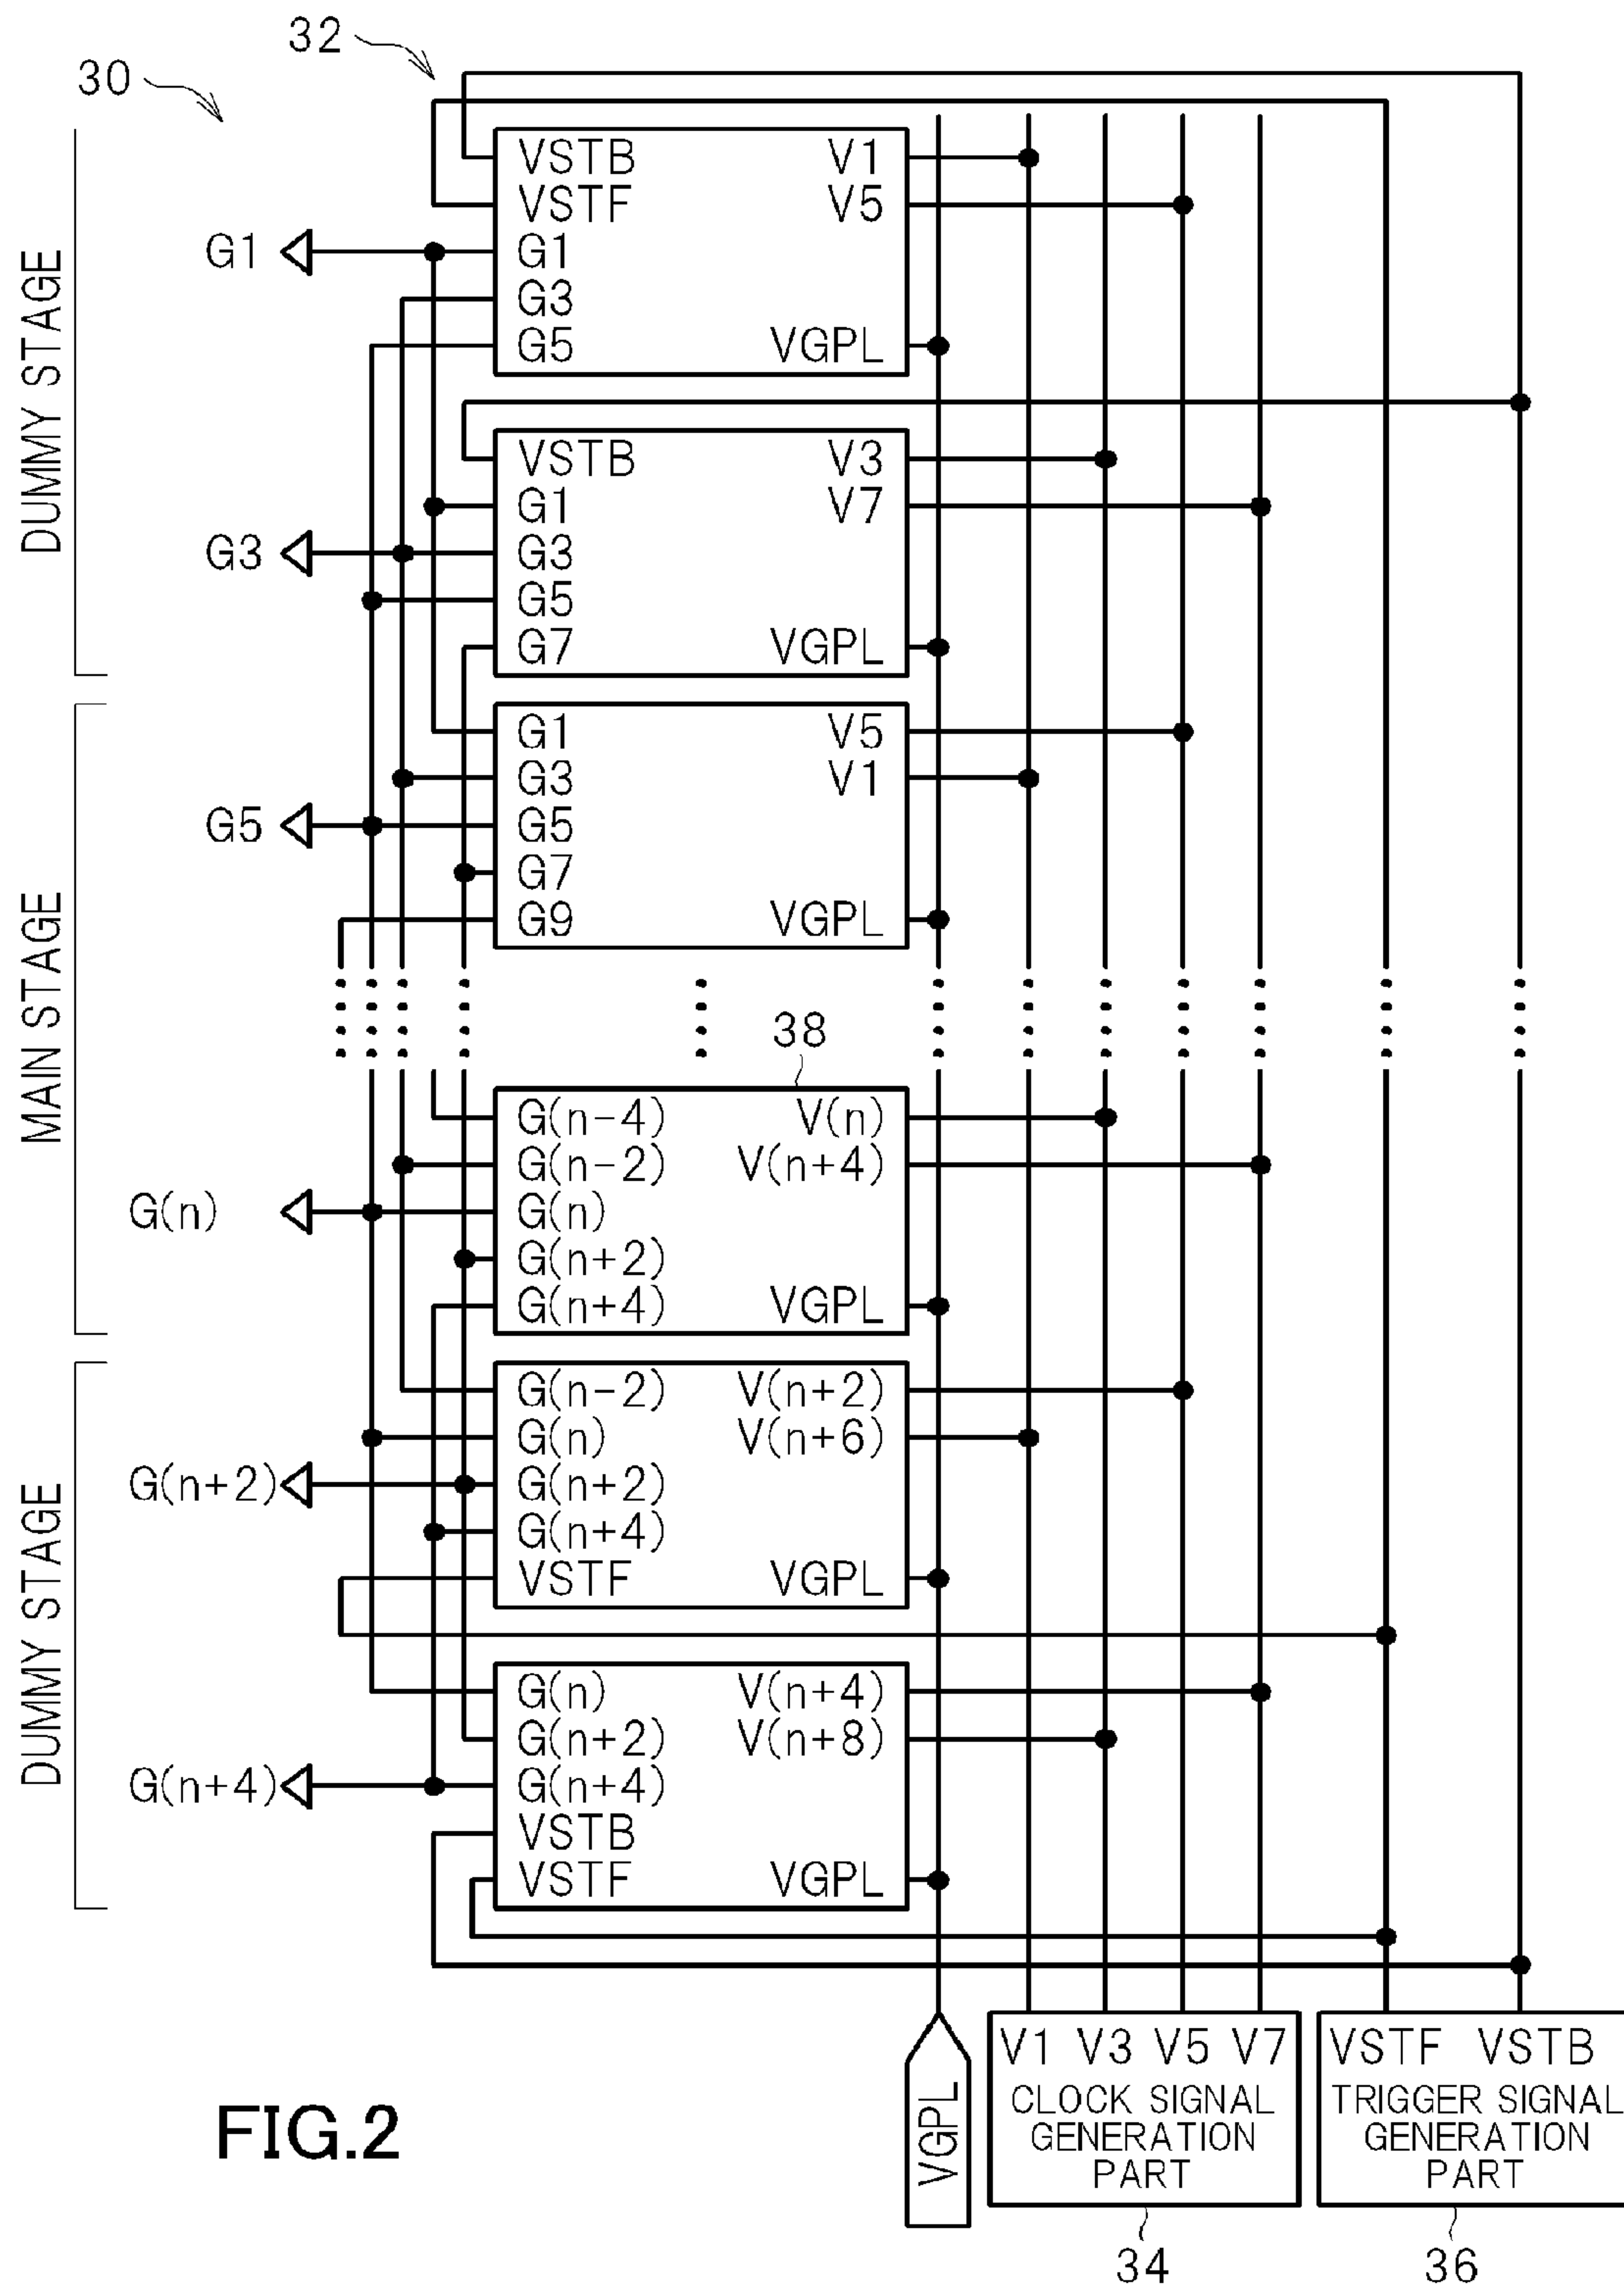 32
30
DUMMY STAGE
VSTB V1
VSTF V5
G1 G1
G3
G5 VGPL
VSTB V3
G1 V7
G3 G3
G5
G7 VGPL
MAIN STAGE
G1 V5
G3 V1
G5 G5
G7
G9 VGPL
38
G(n-4) V(n)
G(n-2) V(n+4)
G(n) G(n)
G(n+2)
G(n+4) VGPL
DUMMY STAGE
G(n-2) V(n+2)
G(n) V(n+6)
G(n+2) G(n+2)
G(n+4)
VSTF VGPL
G(n) V(n+4)
G(n+2) V(n+8)
G(n+4) G(n+4)
VSTB
VSTF VGPL
VGPL
V1 V3 V5 V7
CLOCK SIGNAL
GENERATION
PART
34
VSTF VSTB
TRIGGER SIGNAL
GENERATION
PART
36
FIG.2